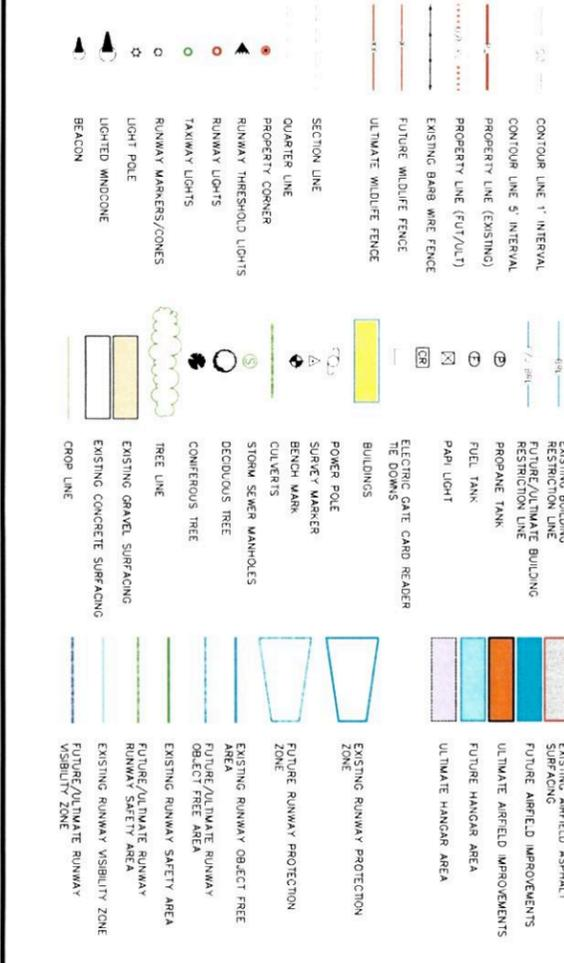 CONTOUR LINE 1' INTERVAL
CONTOUR LINE 5' INTERVAL
PROPERTY LINE (EXISTING)
PROPERTY LINE (FUT/ULT)
EXISTING BARB WIRE FENCE
FUTURE WILDLIFE FENCE
ULTIMATE WILDLIFE FENCE
SECTION LINE
QUARTER LINE
PROPERTY CORNER
RUNWAY THRESHOLD LIGHTS
RUNWAY LIGHTS
TAXIWAY LIGHTS
RUNWAY MARKERS/CONES
LIGHT POLE
LIGHTED WINDCONE
BEACON
EXISTING BUILDING
RESTRICTION LINE
FUTURE/ULTIMATE BUILDING
RESTRICTION LINE
P PROPANE TANK
F FUEL TANK
PAPI LIGHT
CR ELECTRIC GATE CARD READER
TIE DOWNS
BUILDINGS
POWER POLE
SURVEY MARKER
BENCH MARK
CULVERTS
S STORM SEWER MANHOLES
DECIDUOUS TREE
CONIFEROUS TREE
TREE LINE
EXISTING GRAVEL SURFACING
EXISTING CONCRETE SURFACING
CROP LINE
EXISTING AIRFIELD ASPHALT
SURFACING
FUTURE AIRFIELD IMPROVEMENTS
ULTIMATE AIRFIELD IMPROVEMENTS
FUTURE HANGAR AREA
ULTIMATE HANGAR AREA
EXISTING RUNWAY PROTECTION
ZONE
FUTURE RUNWAY PROTECTION
ZONE
EXISTING RUNWAY OBJECT FREE
AREA
FUTURE/ULTIMATE RUNWAY
OBJECT FREE AREA
EXISTING RUNWAY SAFETY AREA
FUTURE/ULTIMATE RUNWAY
RUNWAY SAFETY AREA
EXISTING RUNWAY VISIBILITY ZONE
FUTURE/ULTIMATE RUNWAY
VISIBILITY ZONE